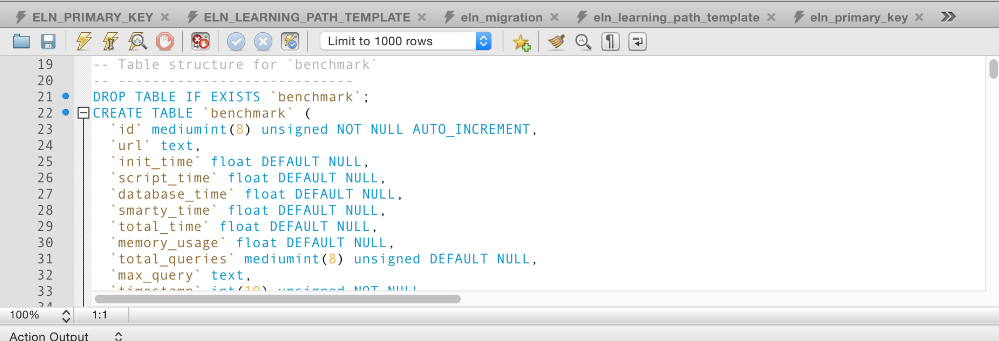 ELN_PRIMARY_KEY ELN_LEARNING_PATH_TEMPLATE eln_migration eln_learning_path_template eln_primary_key
Limit to 1000 rows
19 -- Table structure for `benchmark`
20 -- ----------------------------
21 DROP TABLE IF EXISTS `benchmark`;
22 CREATE TABLE `benchmark` (
23 `id` mediumint(8) unsigned NOT NULL AUTO_INCREMENT,
24 `url` text,
25 `init_time` float DEFAULT NULL,
26 `script_time` float DEFAULT NULL,
27 `database_time` float DEFAULT NULL,
28 `smarty_time` float DEFAULT NULL,
29 `total_time` float DEFAULT NULL,
30 `memory_usage` float DEFAULT NULL,
31 `total_queries` mediumint(8) unsigned DEFAULT NULL,
32 `max_query` text,
33 `timestamp` int(10) unsigned NOT NULL
34
100% 1:1
Action Output